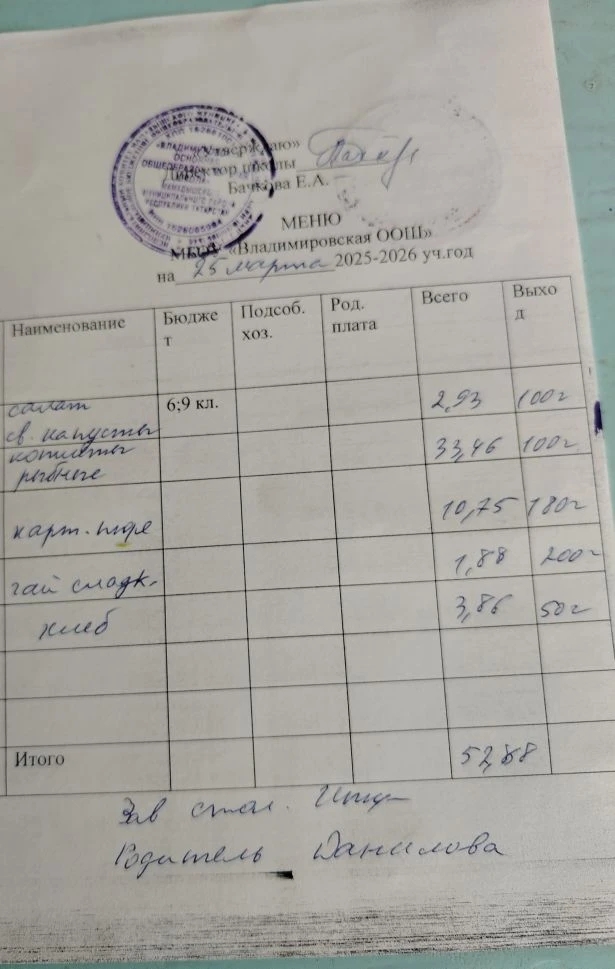 «Утверждаю»
Директор школы
Бачкова Е.А.
МЕНЮ
МБОУ «Владимировская ООШ»
на 25 марта 2025-2026 уч.год
Наименование Бюджет Подсоб. хоз. Род. плата Всего Выход
салат св. капусты 6;9 кл. 2,93 100г
котлеты рыбные 33,46 100г
карт. пюре 10,75 180г
чай сладк. 1,88 200г
хлеб 3,86 50г
Итого 52,88
Зав стол.
Родитель Данилова